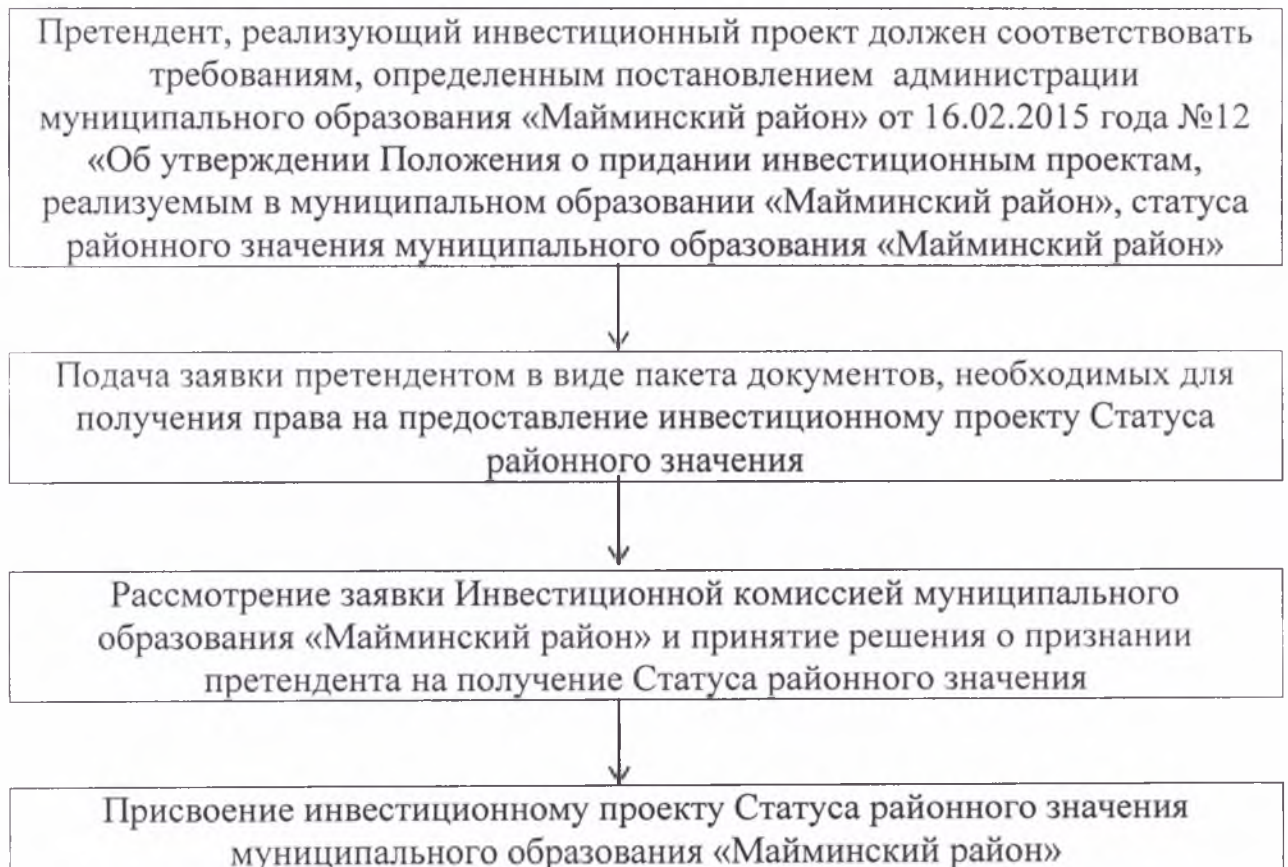 Претендент, реализующий инвестиционный проект должен соответствовать
требованиям, определенным постановлением администрации
муниципального образования «Майминский район» от 16.02.2015 года №12
«Об утверждении Положения о придании инвестиционным проектам,
реализуемым в муниципальном образовании «Майминский район», статуса
районного значения муниципального образования «Майминский район»
Подача заявки претендентом в виде пакета документов, необходимых для
получения права на предоставление инвестиционному проекту Статуса
районного значения
Рассмотрение заявки Инвестиционной комиссией муниципального
образования «Майминский район» и принятие решения о признании
претендента на получение Статуса районного значения
Присвоение инвестиционному проекту Статуса районного значения
муниципального образования «Майминский район»